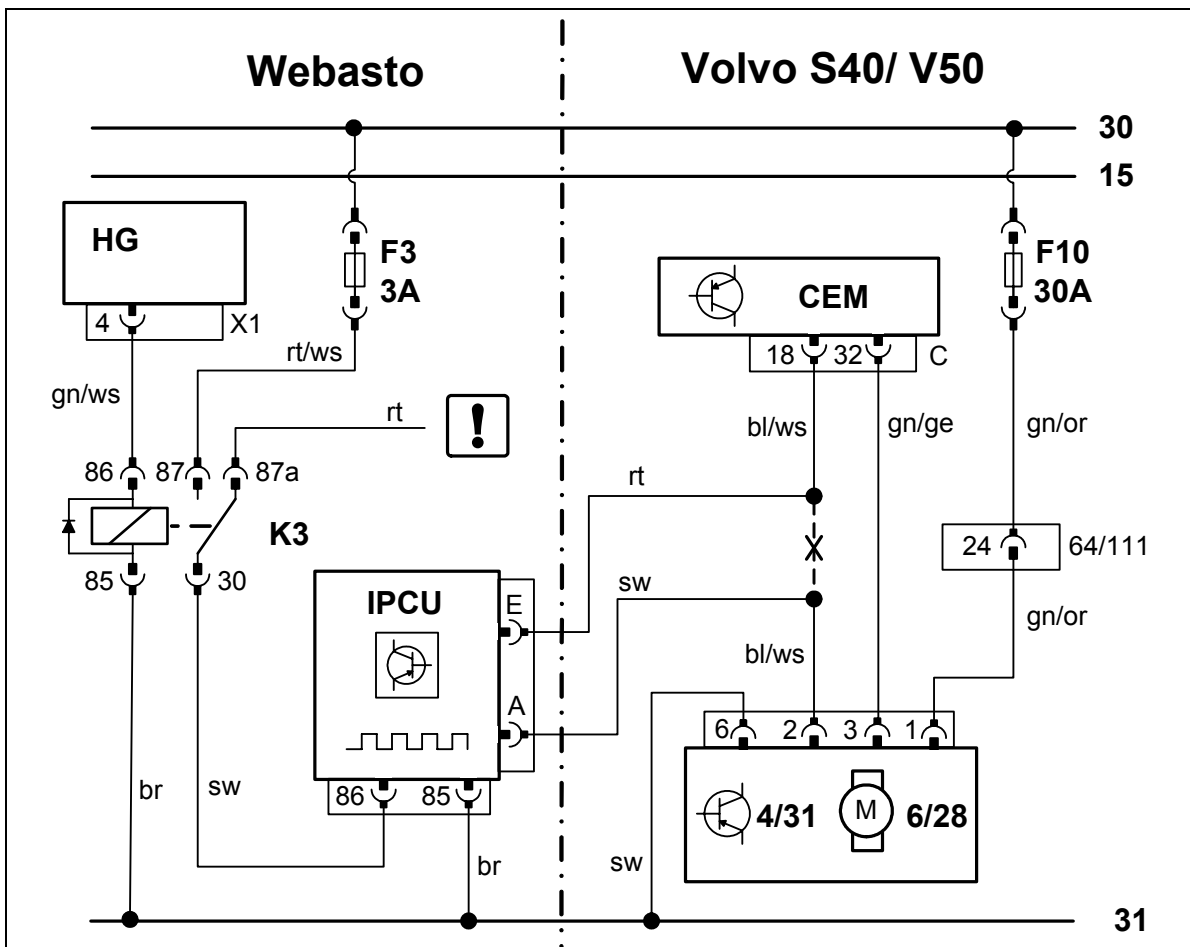 Webasto
Volvo S40/ V50
30
15
HG
F3
3A
F10
30A
CEM
4
X1
rt/ws
18
32
C
gn/ws
rt
!
bl/ws
gn/ge
gn/or
86
87
87a
rt
K3
24
64/111
85
30
IPCU
E
sw
gn/or
bl/ws
A
6
2
3
1
br
sw
86
85
4/31
M
6/28
br
sw
31